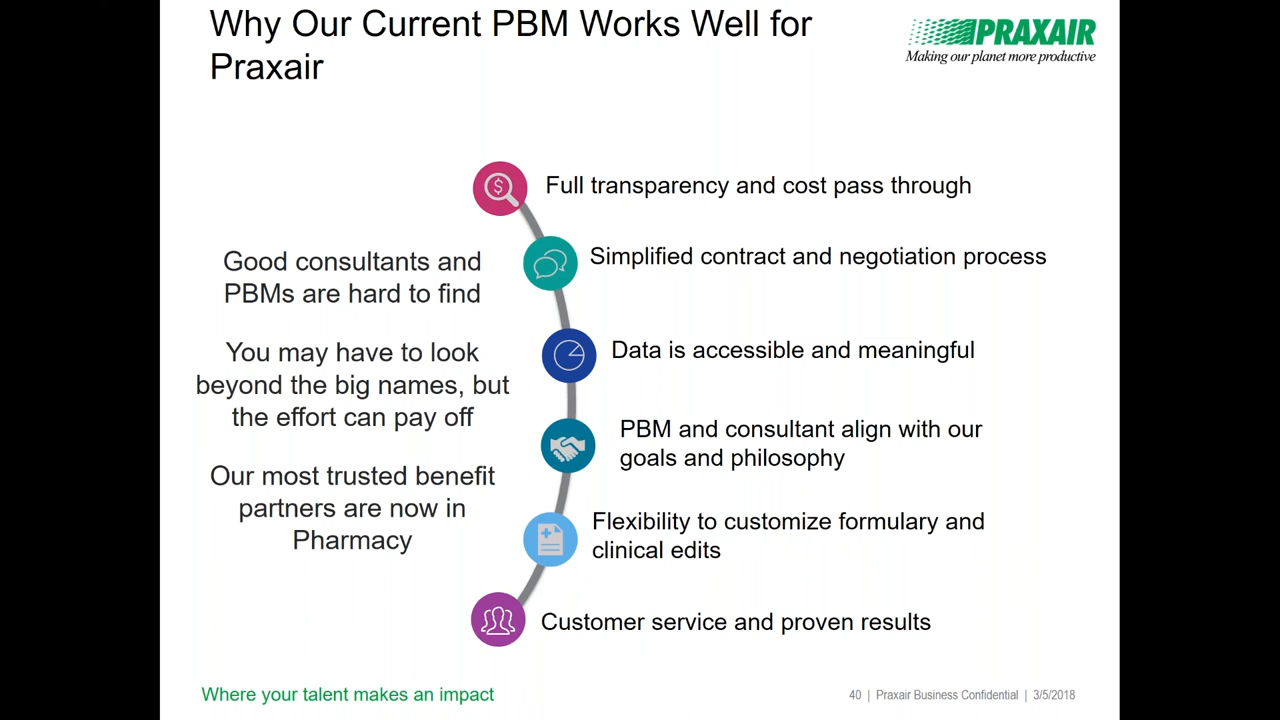 Why Our Current PBM Works Well for
Praxair
PRAXAIR
Making our planet more productive
Good consultants and
PBMs are hard to find
You may have to look
beyond the big names, but
the effort can pay off
Our most trusted benefit
partners are now in
Pharmacy
$
Full transparency and cost pass through
Simplified contract and negotiation process
Data is accessible and meaningful
PBM and consultant align with our
goals and philosophy
Flexibility to customize formulary and
clinical edits
Customer service and proven results
Where your talent makes an impact
40 | Praxair Business Confidential | 3/5/2018